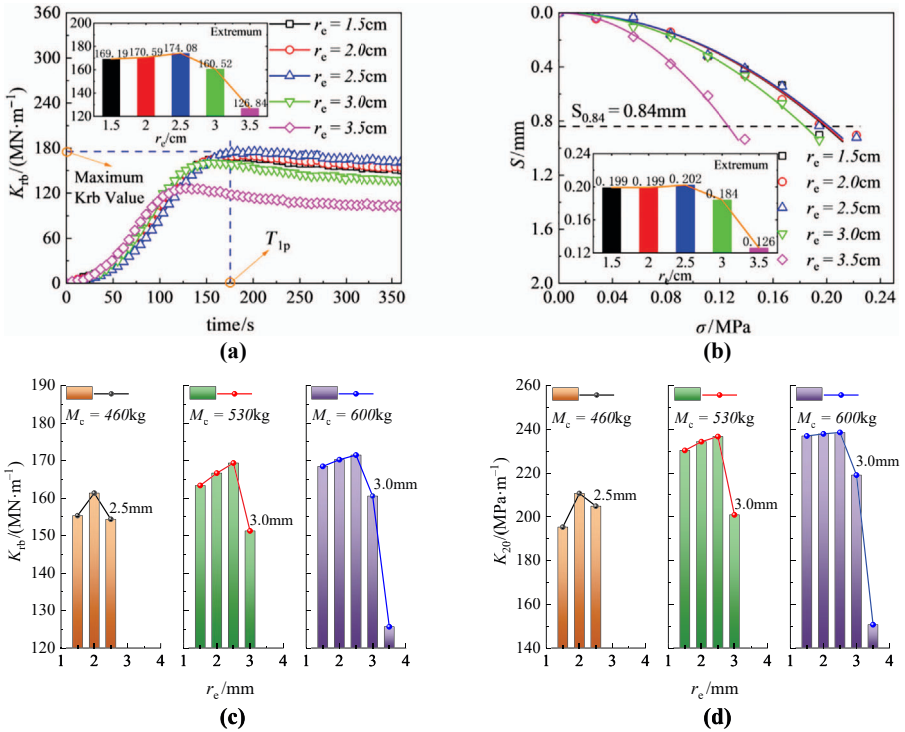 360
300
240
180
120
60
0
K_rb/(MN·m⁻¹)
200
180
160
140
120
Extremum
169.19
170.59
174.08
160.52
126.84
1.5 2 2.5 3 3.5
r_e/cm
r_e = 1.5cm
r_e = 2.0cm
r_e = 2.5cm
r_e = 3.0cm
r_e = 3.5cm
Maximum
Krb Value
T_1p
0 50 100 150 200 250 300 350
time/s
(a)
0.0
0.4
0.8
1.2
1.6
2.0
S/mm
S_0.84 = 0.84mm
0.24
0.20
0.16
0.12
Extremum
0.199
0.199
0.202
0.184
0.126
1.5 2 2.5 3 3.5
r_e/cm
r_e = 1.5cm
r_e = 2.0cm
r_e = 2.5cm
r_e = 3.0cm
r_e = 3.5cm
0.00 0.04 0.08 0.12 0.16 0.20 0.24
σ/MPa
(b)
190
180
170
160
150
140
130
120
K_rb/(MN·m⁻¹)
M_c = 460kg
2.5mm
1 2 3 4
M_c = 530kg
3.0mm
1 2 3 4
M_c = 600kg
3.0mm
1 2 3 4
r_e/mm
(c)
260
240
220
200
180
160
140
K_20/(MPa·m⁻¹)
M_c = 460kg
2.5mm
1 2 3 4
M_c = 530kg
3.0mm
1 2 3 4
M_c = 600kg
3.0mm
1 2 3 4
r_e/mm
(d)